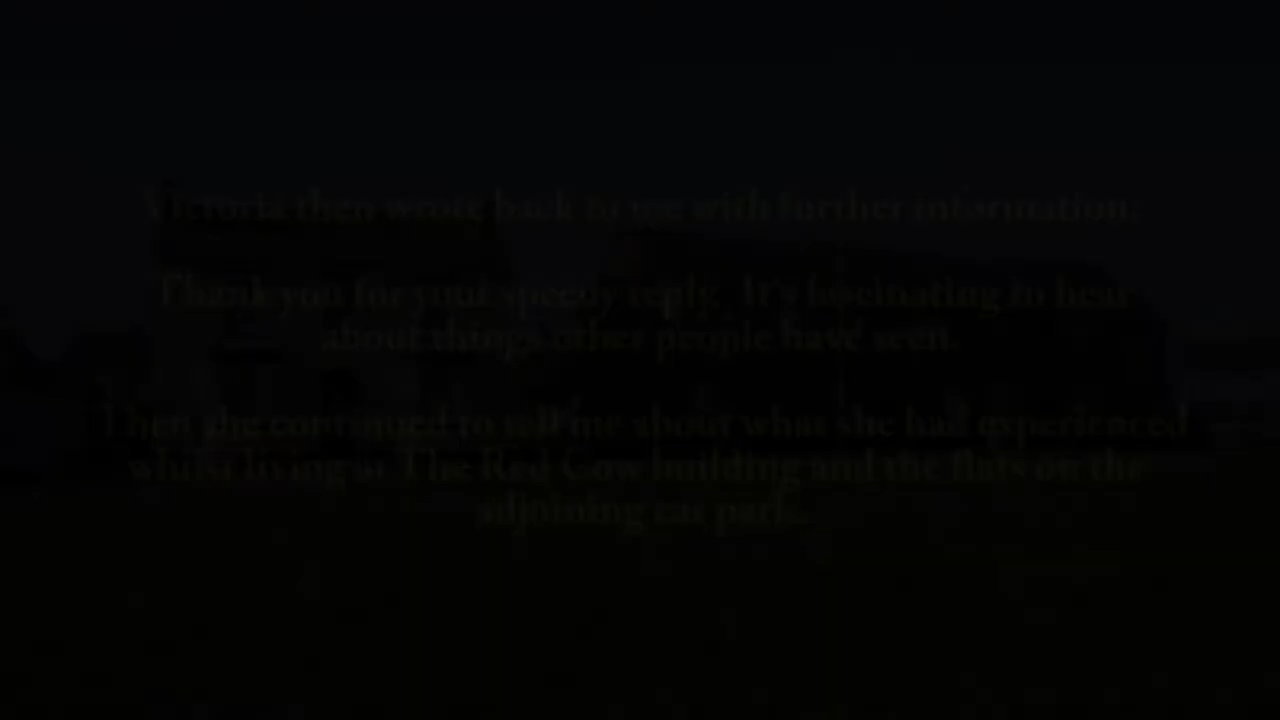 Victoria then wrote back to me with further information.
Thank you for your speedy reply. It's fascinating to hear
about things other people have seen.
Then she continued to tell me about what she had experienced
whilst living at The Red Cow building and the flats on the
adjoining car park.